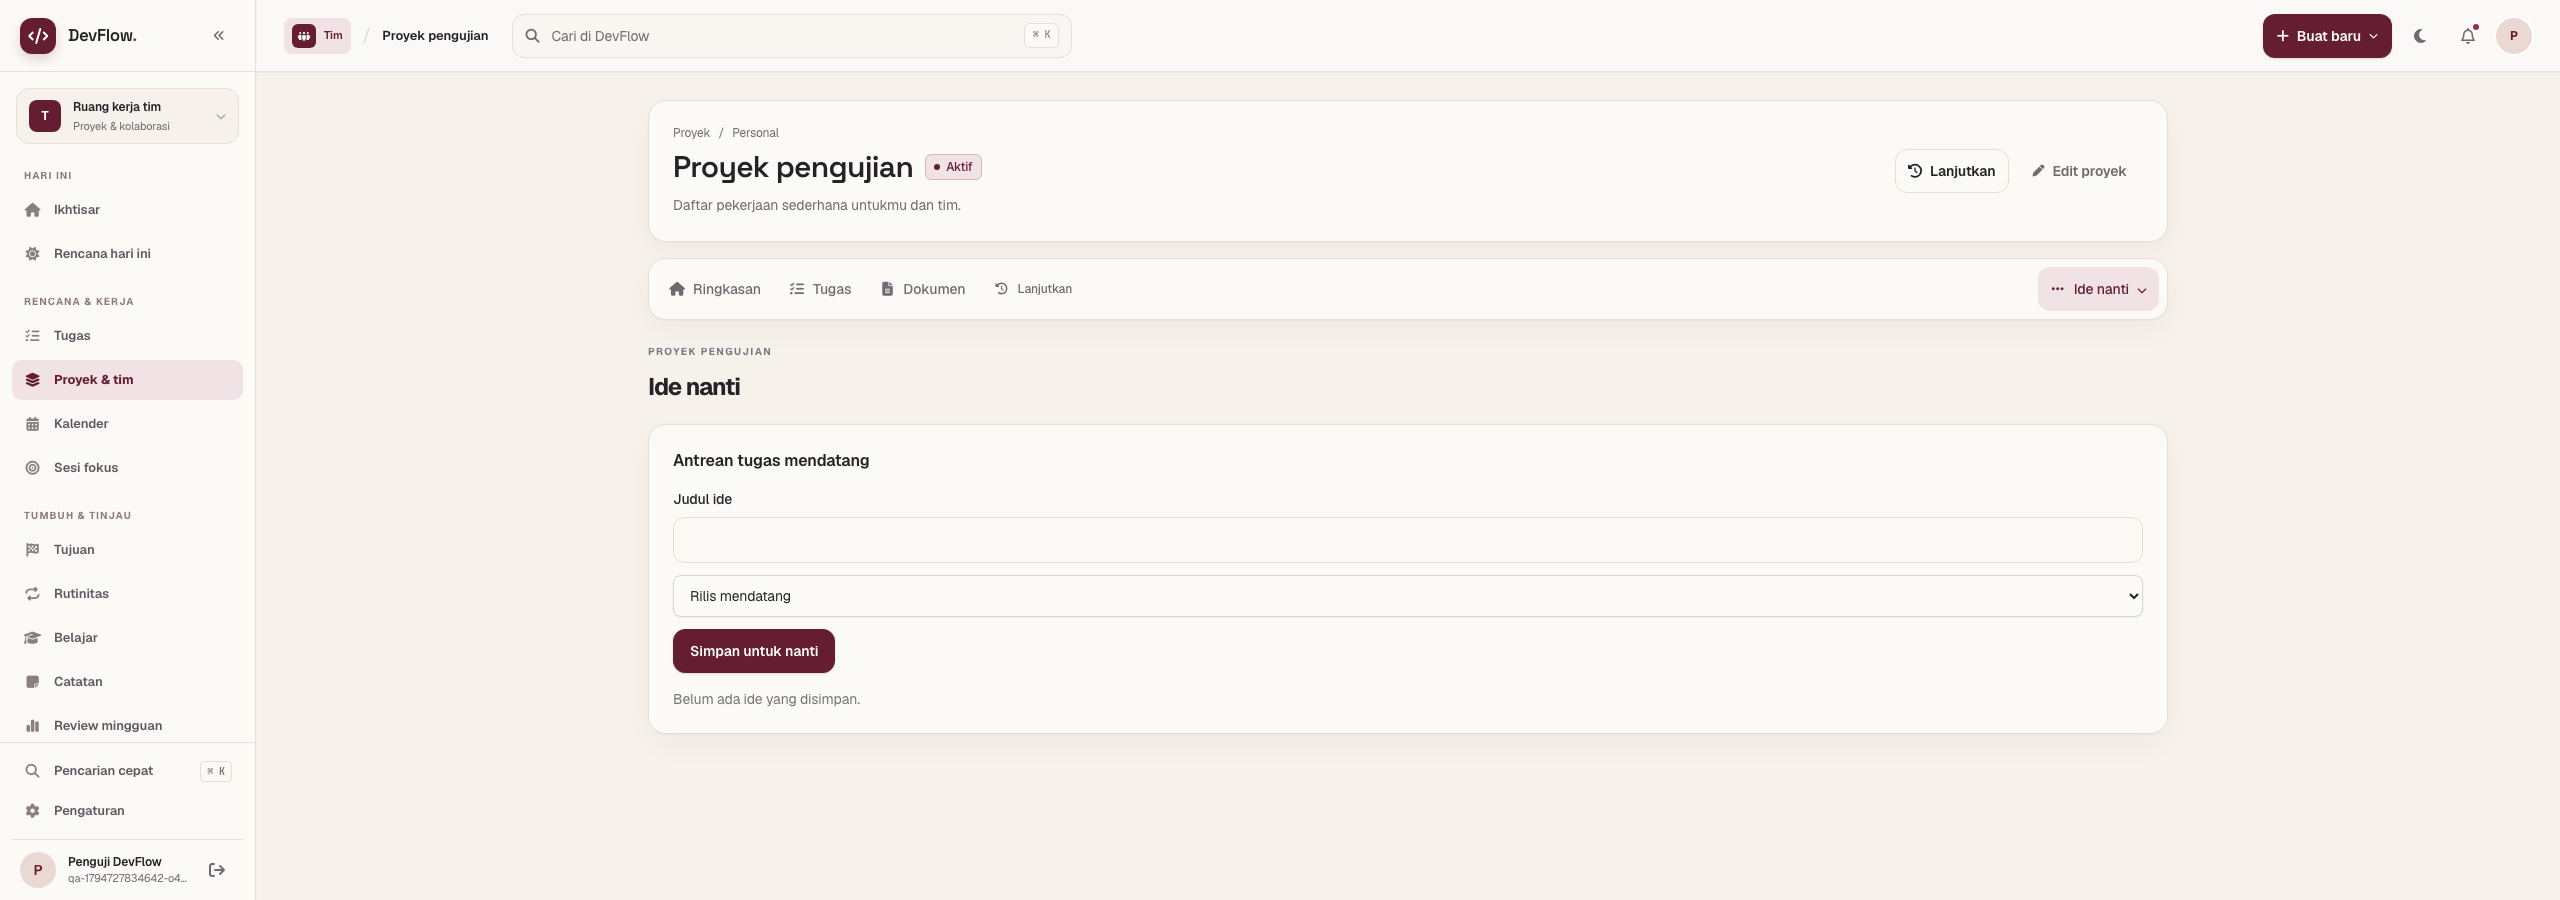 DevFlow.
Tim / Proyek pengujian
Cari di DevFlow
⌘ K
Buat baru
P
T
Ruang kerja tim
Proyek & kolaborasi
HARI INI
Ikhtisar
Rencana hari ini
RENCANA & KERJA
Tugas
Proyek & tim
Kalender
Sesi fokus
TUMBUH & TINJAU
Tujuan
Rutinitas
Belajar
Catatan
Review mingguan
Pencarian cepat
⌘ K
Pengaturan
P
Penguji DevFlow
qa-1794727834642-o4...
Proyek / Personal
Proyek pengujian
Aktif
Daftar pekerjaan sederhana untukmu dan tim.
Lanjutkan
Edit proyek
Ringkasan
Tugas
Dokumen
Lanjutkan
Ide nanti
PROYEK PENGUJIAN
Ide nanti
Antrean tugas mendatang
Judul ide
Rilis mendatang
Simpan untuk nanti
Belum ada ide yang disimpan.